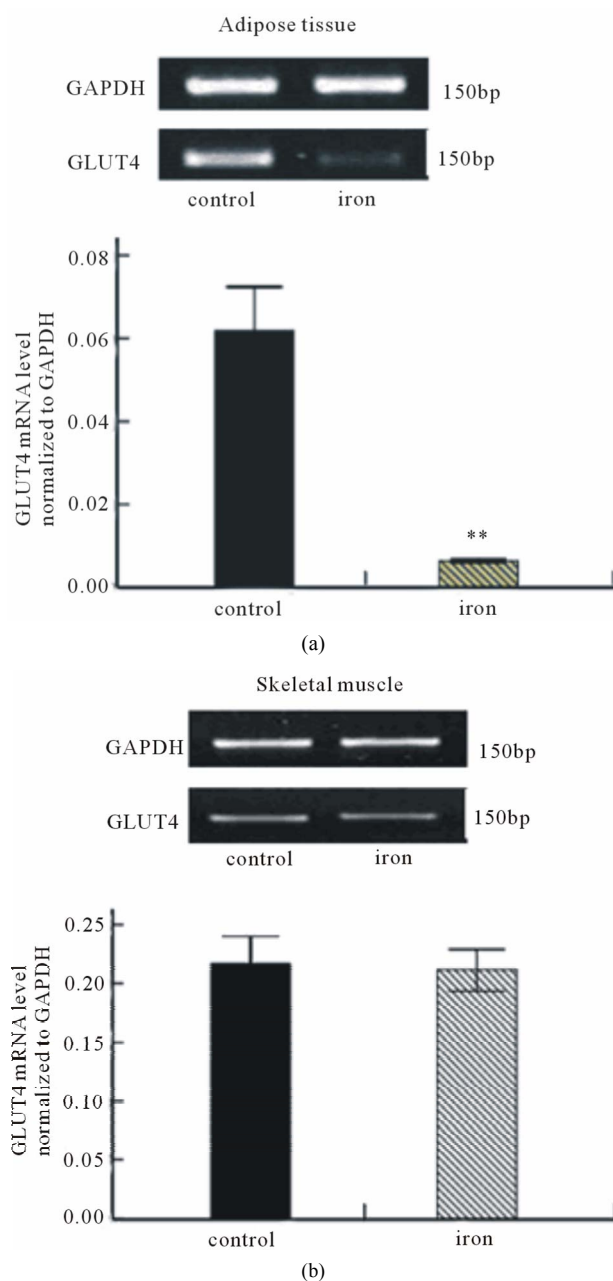 Adipose tissue
GAPDH 150bp
GLUT4 150bp
control iron
GLUT4 mRNA level
normalized to GAPDH
0.08
0.06
0.04
0.02
0.00
**
control iron
(a)
Skeletal muscle
GAPDH 150bp
GLUT4 150bp
control iron
GLUT4 mRNA level
normalized to GAPDH
0.25
0.20
0.15
0.10
0.05
0.00
control iron
(b)